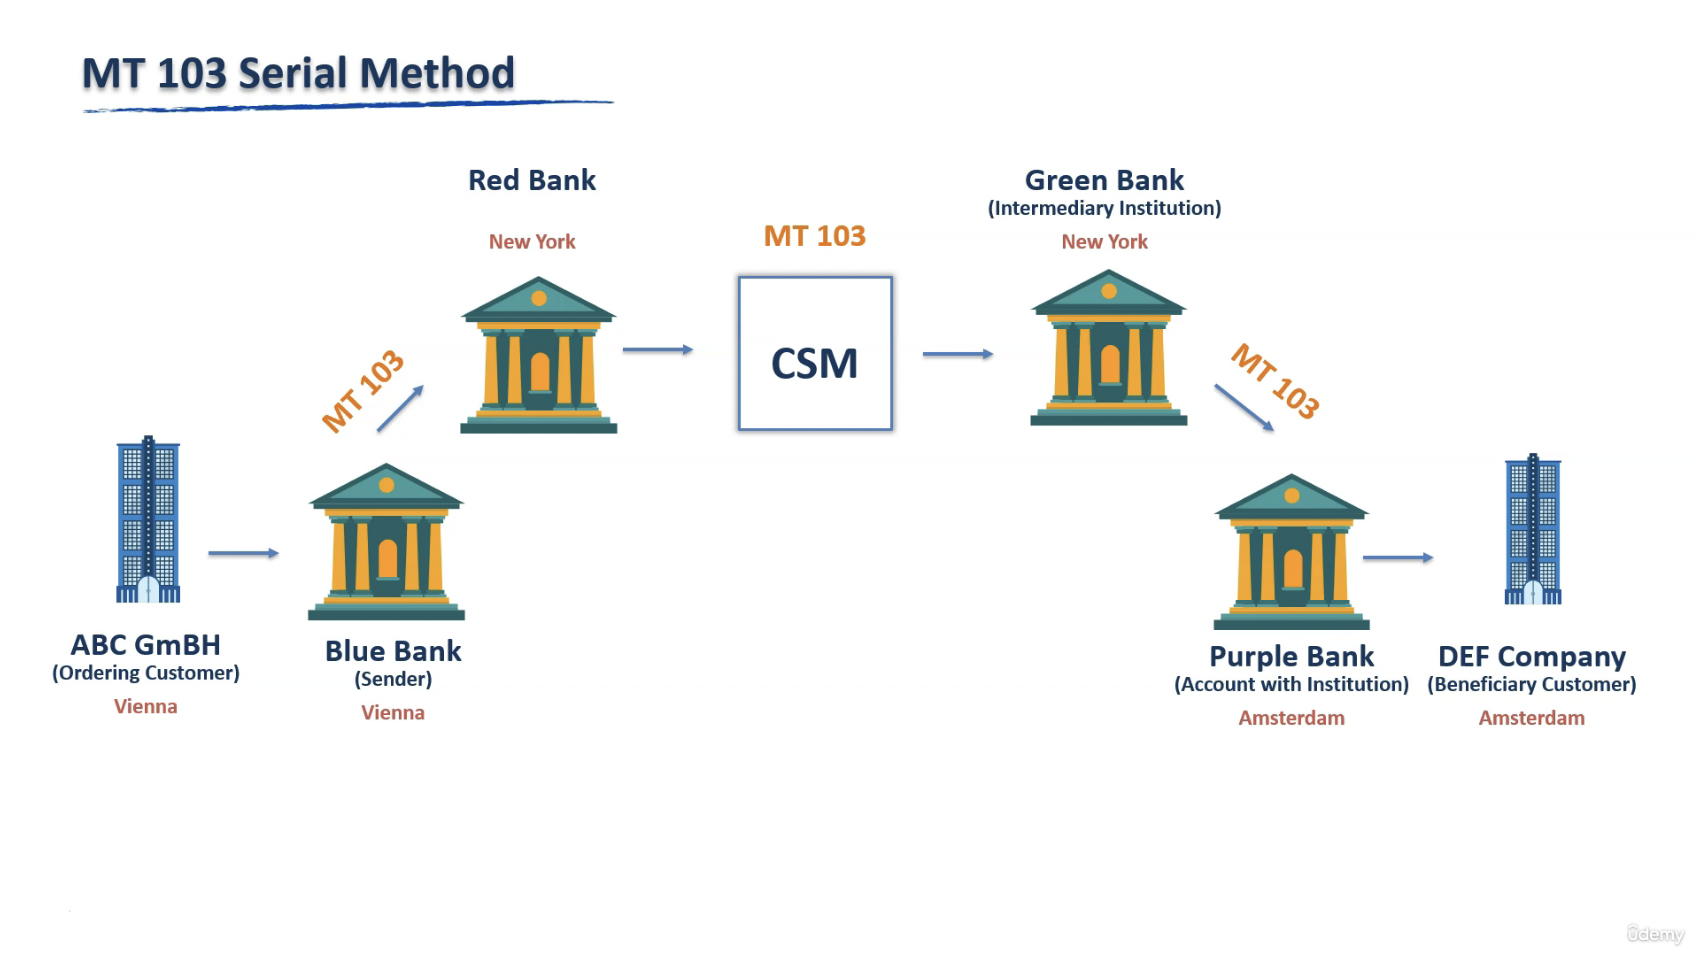 MT 103 Serial Method
Red Bank
New York
MT 103
CSM
Green Bank
(Intermediary Institution)
New York
MT 103
MT 103
ABC GmBH
(Ordering Customer)
Vienna
Blue Bank
(Sender)
Vienna
Purple Bank
(Account with Institution)
Amsterdam
DEF Company
(Beneficiary Customer)
Amsterdam
ûdemy